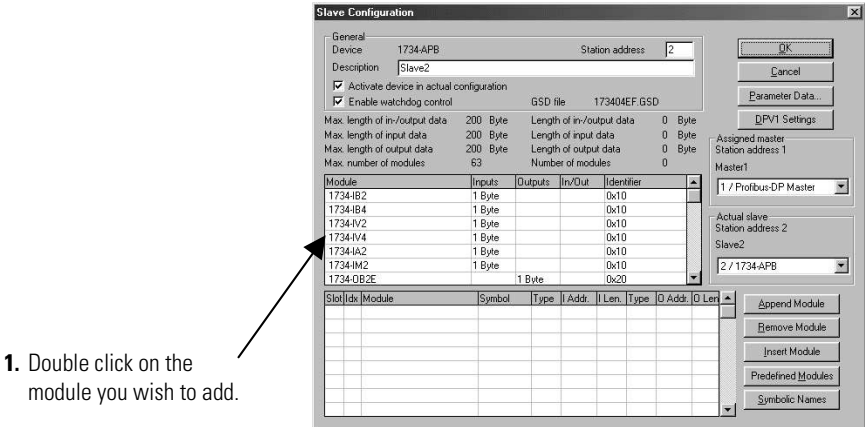 Slave Configuration
General
Device 1734-APB Station address 2
Description Slave2
Activate device in actual configuration
Enable watchdog control GSD file 173404EF.GSD
Max. length of in-/output data 200 Byte Length of in-/output data 0 Byte
Max. length of input data 200 Byte Length of input data 0 Byte
Max. length of output data 200 Byte Length of output data 0 Byte
Max. number of modules 63 Number of modules 0
OK
Cancel
Parameter Data...
DPV1 Settings
Assigned master
Station address 1
Master1
1 / Profibus-DP Master
Actual slave
Station address 2
Slave2
2 / 1734-APB
Module Inputs Outputs In/Out Identifier
1734-IB2 1 Byte 0x10
1734-IB4 1 Byte 0x10
1734-IV2 1 Byte 0x10
1734-IV4 1 Byte 0x10
1734-IA2 1 Byte 0x10
1734-IM2 1 Byte 0x10
1734-OB2E 1 Byte 0x20
Slot Idx Module Symbol Type I Addr. I Len. Type O Addr. O Len
Append Module
Remove Module
Insert Module
Predefined Modules
Symbolic Names
1. Double click on the
module you wish to add.